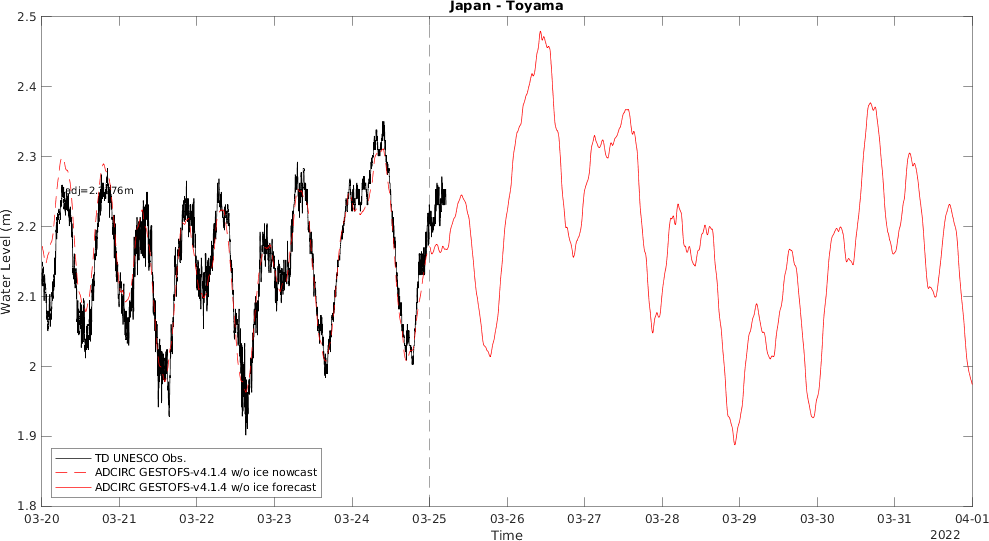 Japan - Toyama
2.5
2.4
2.3
2.2
2.1
2
1.9
1.8
Water Level (m)
TD UNESCO Obs.
ADCIRC GESTOFS-v4.1.4 w/o ice nowcast
ADCIRC GESTOFS-v4.1.4 w/o ice forecast
03-20 03-21 03-22 03-23 03-24 03-25 03-26 03-27 03-28 03-29 03-30 03-31 04-01
Time
2022